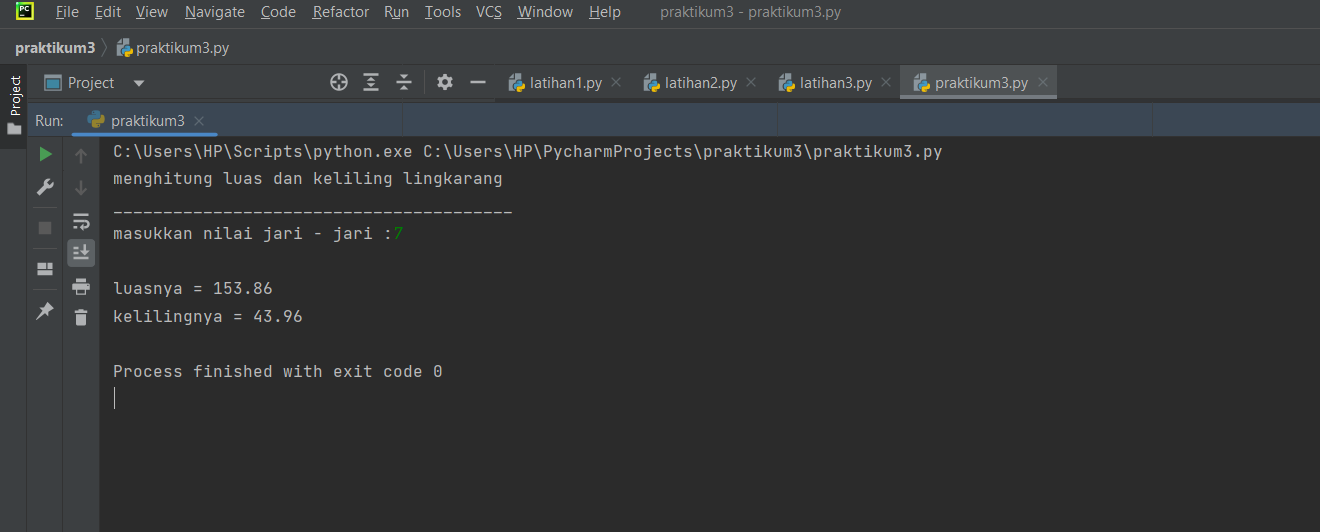 PC File Edit View Navigate Code Refactor Run Tools VCS Window Help praktikum3 - praktikum3.py
praktikum3 praktikum3.py
Project
Project latihan1.py latihan2.py latihan3.py praktikum3.py
Run: praktikum3
C:\Users\HP\Scripts\python.exe C:\Users\HP\PycharmProjects\praktikum3\praktikum3.py
menghitung luas dan keliling lingkarang
________________________________________
masukkan nilai jari - jari :7
luasnya = 153.86
kelilingnya = 43.96
Process finished with exit code 0